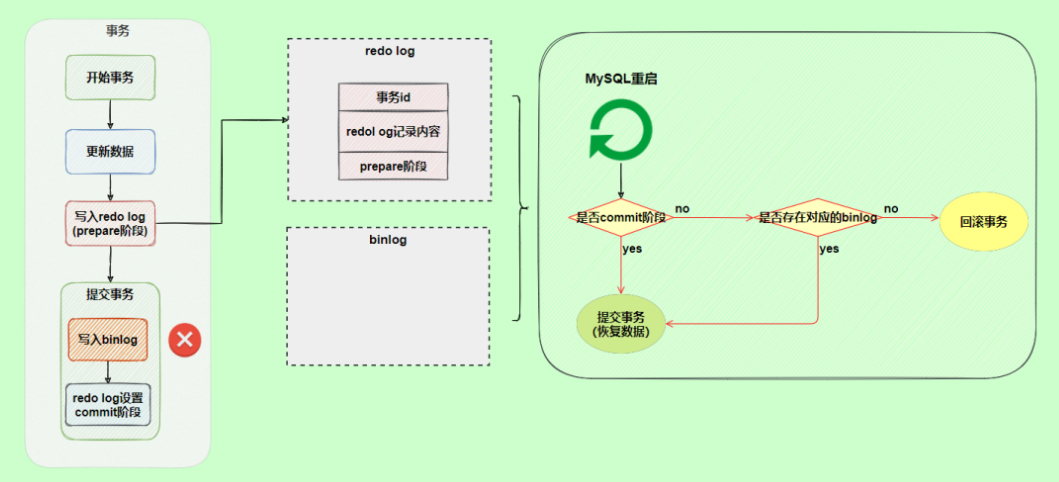 事务
开始事务
更新数据
写入redo log
(prepare阶段)
提交事务
写入binlog
redo log设置
commit阶段
redo log
事务id
redol og记录内容
prepare阶段
binlog
MySQL重启
是否commit阶段
no
是否存在对应的binlog
no
回滚事务
yes
yes
提交事务
(恢复数据)